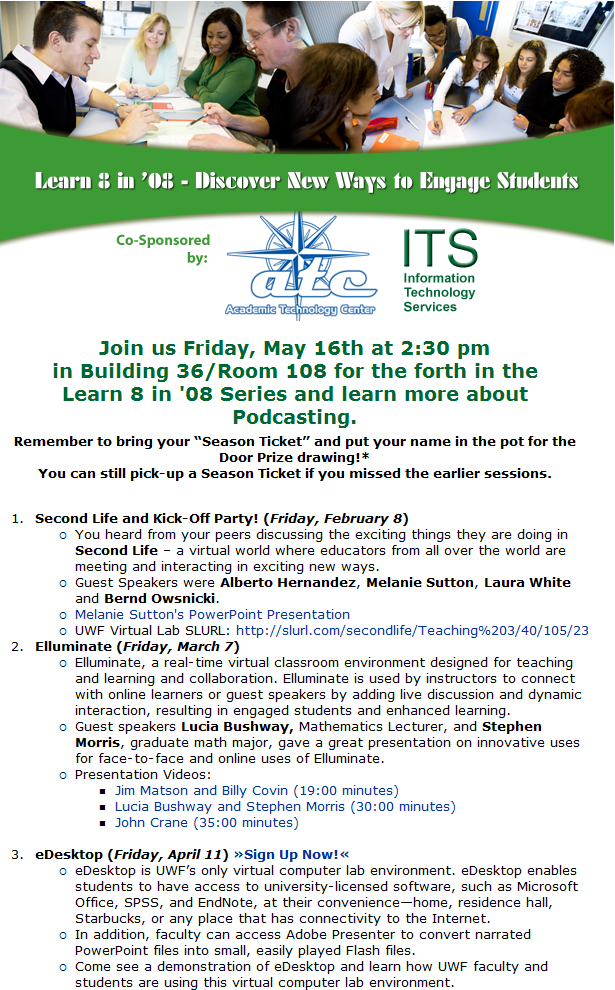 Learn 8 in ’08 - Discover New Ways to Engage Students
Co-Sponsored
by:
atc
Academic Technology Center
ITS
Information
Technology
Services
Join us Friday, May 16th at 2:30 pm
in Building 36/Room 108 for the forth in the
Learn 8 in '08 Series and learn more about
Podcasting.
Remember to bring your “Season Ticket” and put your name in the pot for the
Door Prize drawing!*
You can still pick-up a Season Ticket if you missed the earlier sessions.
1. Second Life and Kick-Off Party! (Friday, February 8)
o You heard from your peers discussing the exciting things they are doing in
Second Life – a virtual world where educators from all over the world are
meeting and interacting in exciting new ways.
o Guest Speakers were Alberto Hernandez, Melanie Sutton, Laura White
and Bernd Owsnicki.
o Melanie Sutton's PowerPoint Presentation
o UWF Virtual Lab SLURL: http://slurl.com/secondlife/Teaching%203/40/105/23
2. Elluminate (Friday, March 7)
o Elluminate, a real-time virtual classroom environment designed for teaching
and learning and collaboration. Elluminate is used by instructors to connect
with online learners or guest speakers by adding live discussion and dynamic
interaction, resulting in engaged students and enhanced learning.
o Guest speakers Lucia Bushway, Mathematics Lecturer, and Stephen
Morris, graduate math major, gave a great presentation on innovative uses
for face-to-face and online uses of Elluminate.
o Presentation Videos:
▪ Jim Matson and Billy Covin (19:00 minutes)
▪ Lucia Bushway and Stephen Morris (30:00 minutes)
▪ John Crane (35:00 minutes)
3. eDesktop (Friday, April 11) »Sign Up Now!«
o eDesktop is UWF’s only virtual computer lab environment. eDesktop enables
students to have access to university-licensed software, such as Microsoft
Office, SPSS, and EndNote, at their convenience—home, residence hall,
Starbucks, or any place that has connectivity to the Internet.
o In addition, faculty can access Adobe Presenter to convert narrated
PowerPoint files into small, easily played Flash files.
o Come see a demonstration of eDesktop and learn how UWF faculty and
students are using this virtual computer lab environment.